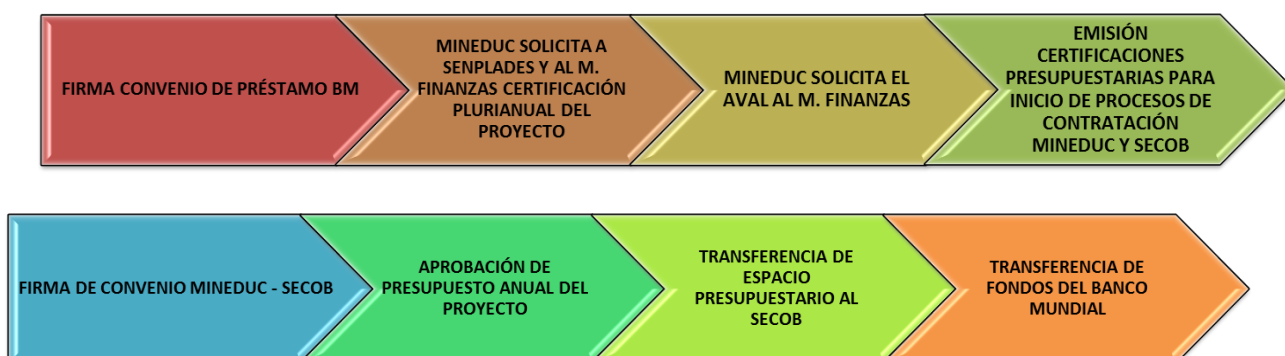 FIRMA CONVENIO DE PRÉSTAMO BM
MINEDUC SOLICITA A
SENPLADES Y AL M.
FINANZAS CERTIFICACIÓN
PLURIANUAL DEL
PROYECTO
MINEDUC SOLICITA EL
AVAL AL M. FINANZAS
EMISIÓN
CERTIFICACIONES
PRESUPUESTARIAS PARA
INICIO DE PROCESOS DE
CONTRATACIÓN
MINEDUC Y SECOB
FIRMA DE CONVENIO MINEDUC - SECOB
APROBACIÓN DE
PRESUPUESTO ANUAL DEL
PROYECTO
TRANSFERENCIA DE
ESPACIO
PRESUPUESTARIO AL
SECOB
TRANSFERENCIA DE
FONDOS DEL BANCO
MUNDIAL